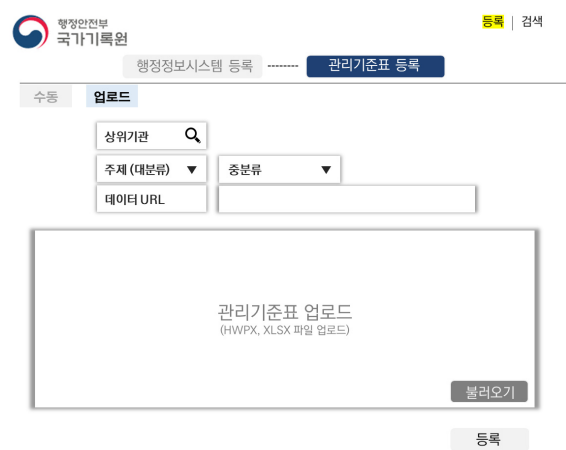 행정안전부
국가기록원
등록 | 검색
행정정보시스템 등록 -------- 관리기준표 등록
수동 업로드
상위기관
주제 (대분류) ▼ 중분류 ▼
데이터 URL
관리기준표 업로드
(HWPX, XLSX 파일 업로드)
불러오기
등록